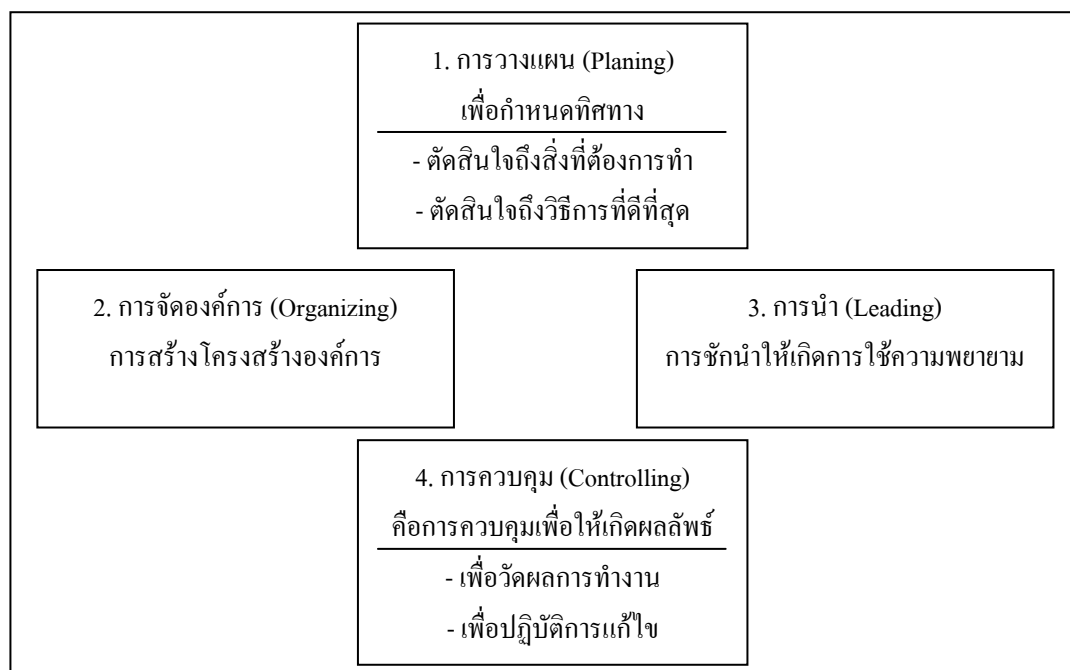 1. การวางแผน (Planing)
เพื่อกำหนดทิศทาง
- ตัดสินใจถึงสิ่งที่ต้องการทำ
- ตัดสินใจถึงวิธีการที่ดีที่สุด
2. การจัดองค์การ (Organizing)
การสร้างโครงสร้างองค์การ
3. การนำ (Leading)
การชักนำให้เกิดการใช้ความพยายาม
4. การควบคุม (Controlling)
คือการควบคุมเพื่อให้เกิดผลลัพธ์
- เพื่อวัดผลการทำงาน
- เพื่อปฏิบัติการแก้ไข